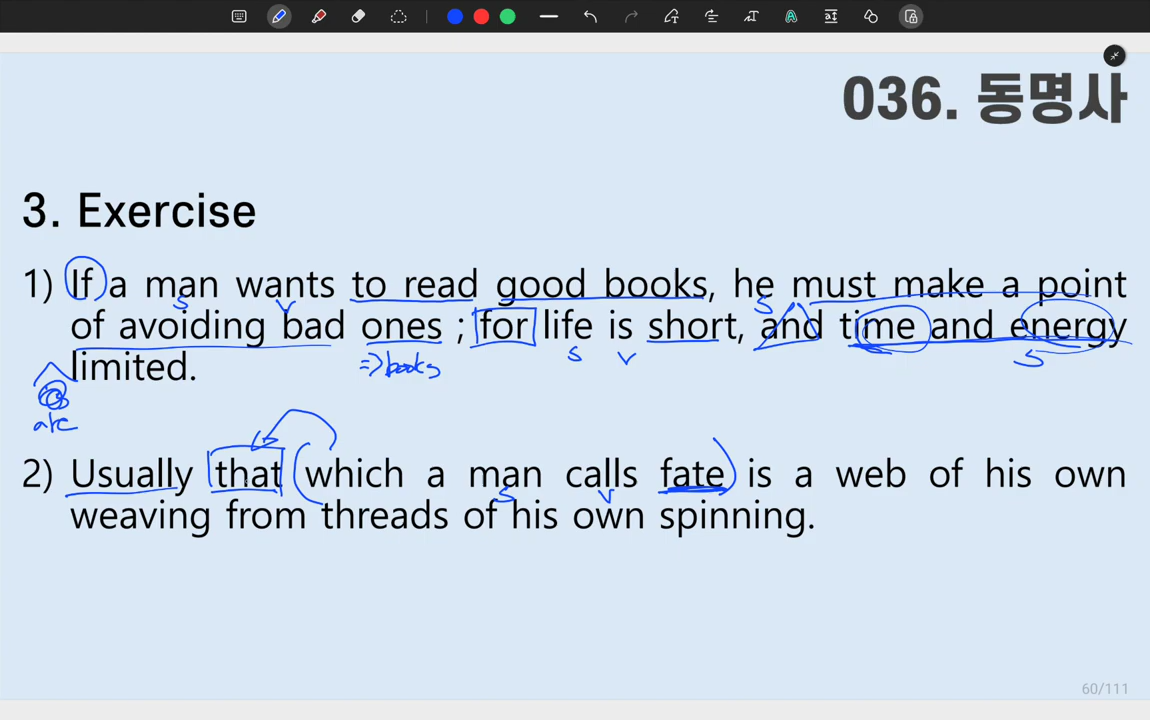 036. 동명사
3. Exercise
1) If a man wants to read good books, he must make a point
s v s
of avoiding bad ones ; for life is short, and time and energy
=>books s v s
limited.
are
2) Usually that which a man calls fate is a web of his own
s v
weaving from threads of his own spinning.
60/111